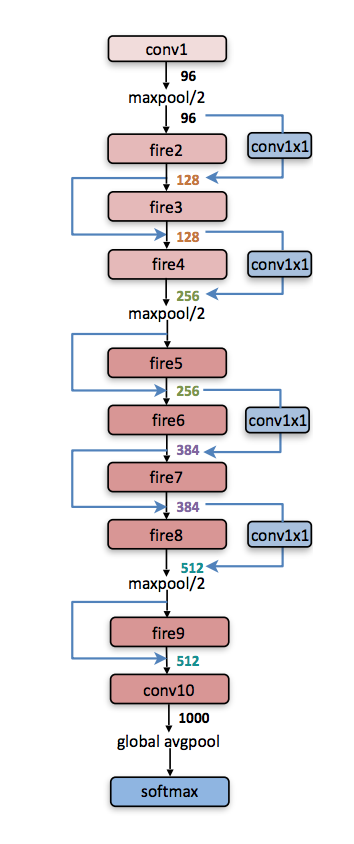 conv1
96
maxpool/2
96
conv1x1
fire2
128
fire3
128
conv1x1
fire4
256
maxpool/2
fire5
256
conv1x1
fire6
384
fire7
384
conv1x1
fire8
512
maxpool/2
fire9
512
conv10
1000
global avgpool
softmax